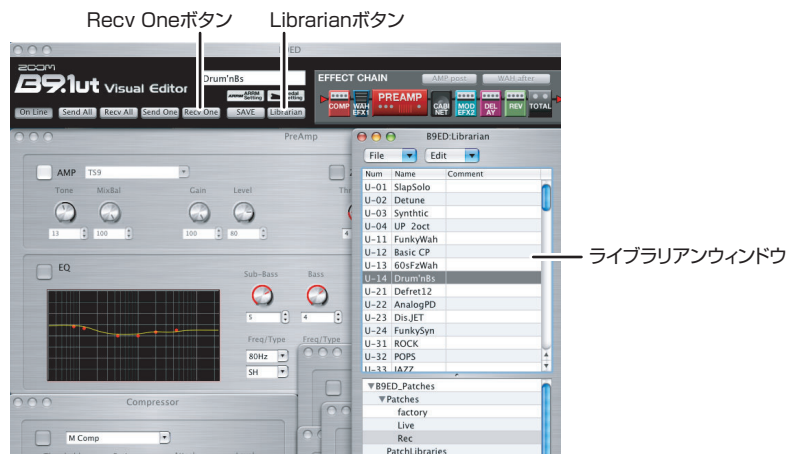 Recv Oneボタン
Librarianボタン
B9ED
ZOOM
B9.1ut Visual Editor
Drum'nBs
ARRM Setting
EFFECT CHAIN
AMP post
WAH after
On Line
Send All
Recv All
Send One
Recv One
SAVE
Librarian
COMP
WAH EFX1
PREAMP
CABI NET
MOD EFX2
DEL AY
REV
TOTAL
PreAmp
B9ED:Librarian
File
Edit
AMP
TS9
Tone
MixBal
Gain
Level
13
100
100
80
4
Num Name Comment
U-01 SlapSolo
U-02 Detune
U-03 Synthtic
U-04 UP 2oct
U-11 FunkyWah
U-12 Basic CP
U-13 60sFzWah
U-14 Drum'nBs
U-21 Defret12
U-22 AnalogPD
U-23 Dis.JET
U-24 FunkySyn
U-31 ROCK
U-32 POPS
U-33 JAZZ
ライブラリアンウィンドウ
EQ
Sub-Bass
Bass
5
4
Freq/Type
Freq/Type
80Hz
SH
B9ED_Patches
Patches
factory
Live
Rec
PatchLibraries
Compressor
M Comp